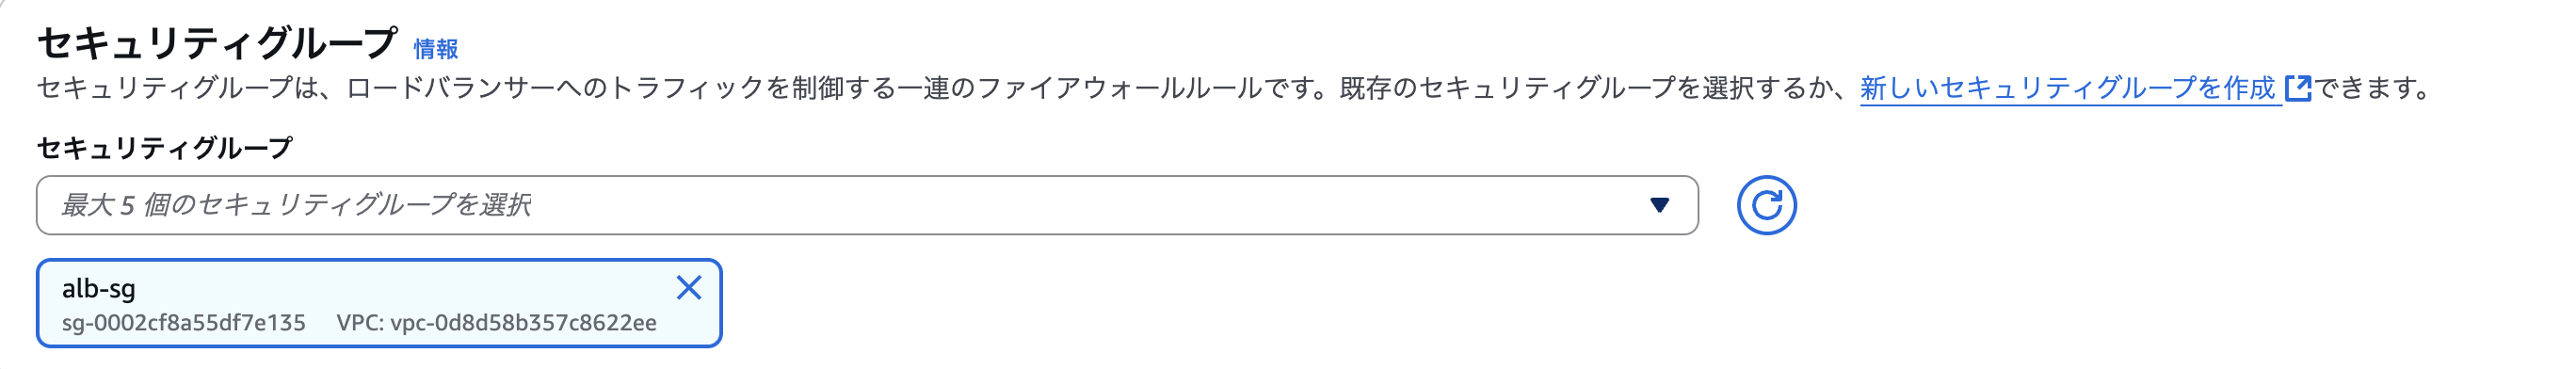 セキュリティグループ 情報
セキュリティグループは、ロードバランサーへのトラフィックを制御する一連のファイアウォールルールです。既存のセキュリティグループを選択するか、新しいセキュリティグループを作成 できます。
セキュリティグループ
最大 5 個のセキュリティグループを選択
alb-sg
sg-0002cf8a55df7e135 VPC: vpc-0d8d58b357c8622ee